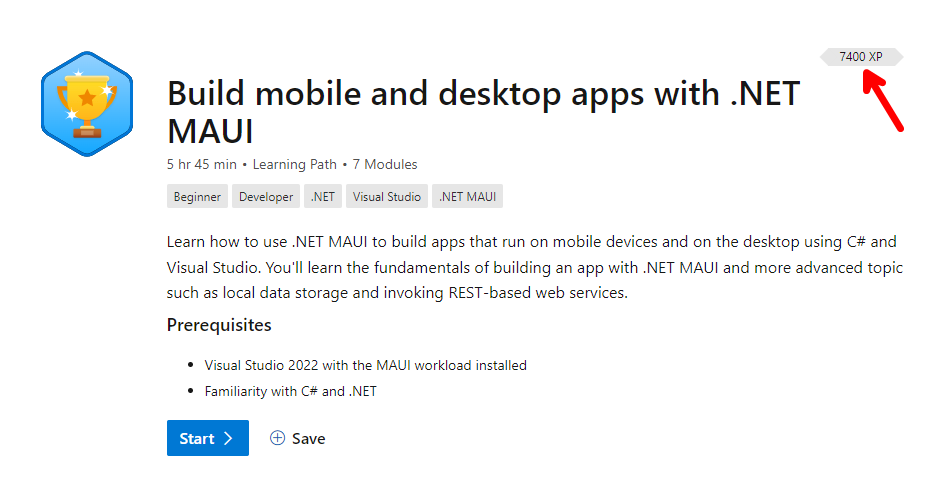 7400 XP
Build mobile and desktop apps with .NET
MAUI
5 hr 45 min • Learning Path • 7 Modules
Beginner Developer .NET Visual Studio .NET MAUI
Learn how to use .NET MAUI to build apps that run on mobile devices and on the desktop using C# and
Visual Studio. You'll learn the fundamentals of building an app with .NET MAUI and more advanced topic
such as local data storage and invoking REST-based web services.
Prerequisites
• Visual Studio 2022 with the MAUI workload installed
• Familiarity with C# and .NET
Start Save